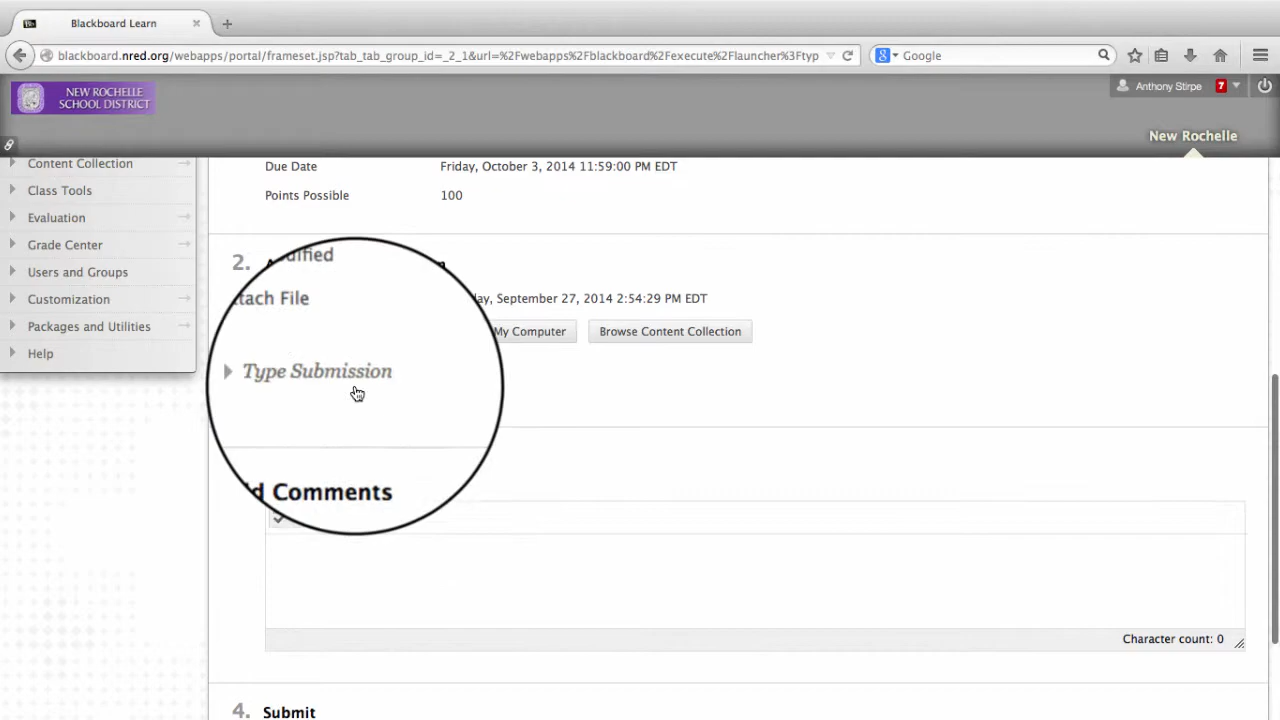 Blackboard Learn
blackboard.nred.org/webapps/portal/frameset.jsp?tab_tab_group_id=_2_1&url=%2Fwebapps%2Fblackboard%2Fexecute%2Flauncher%3Ftyp
Google
NEW ROCHELLE
SCHOOL DISTRICT
Anthony Stirpe 7
New Rochelle
Content Collection
Class Tools
Evaluation
Grade Center
Users and Groups
Customization
Packages and Utilities
Help
Due Date Friday, October 3, 2014 11:59:00 PM EDT
Points Possible 100
2.
September 27, 2014 2:54:29 PM EDT
File
My Computer Browse Content Collection
Type Submission
Comments
Character count: 0
4. Submit